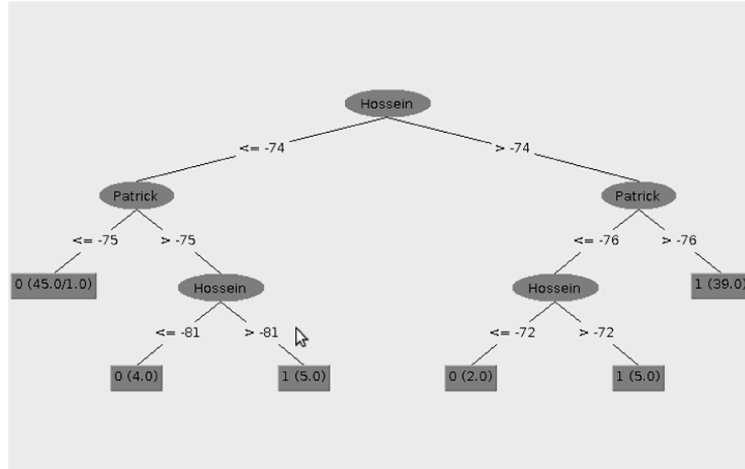 Hossein
<= -74 > -74
Patrick Patrick
<= -75 > -75 <= -76 > -76
0 (45.0/1.0) Hossein Hossein 1 (39.0)
<= -81 > -81 <= -72 > -72
0 (4.0) 1 (5.0) 0 (2.0) 1 (5.0)